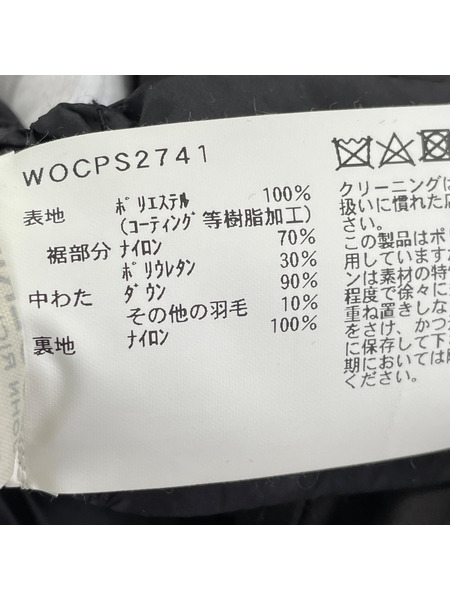 WOCPS2741
表地 ﾎﾟﾘｴｽﾃﾙ 100%
(ｺｰﾃｨﾝｸﾞ等樹脂加工)
裾部分 ﾅｲﾛﾝ 70%
ﾎﾟﾘｳﾚﾀﾝ 30%
中わた ﾀﾞｳﾝ 90%
その他の羽毛 10%
裏地 ﾅｲﾛﾝ 100%
クリーニングは
扱いに慣れた店
さい。
この製品はポリ
用していますが
ンは素材の特性
程度で徐々に
重ね置きしな
をさけ、かつ
に保存して下
期においては
ください。